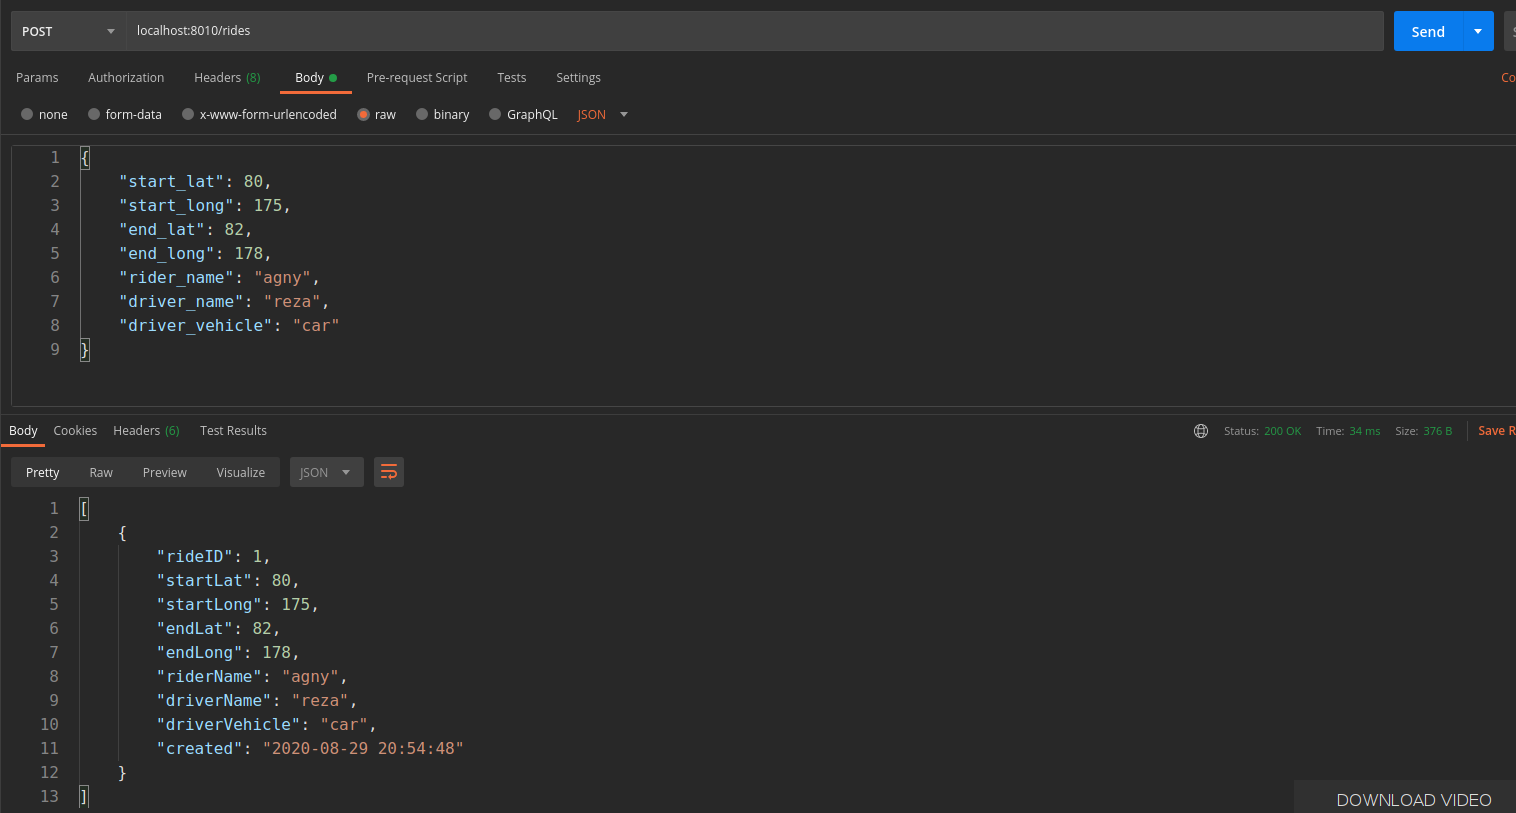 POST localhost:8010/rides Send S
Params Authorization Headers (8) Body Pre-request Script Tests Settings Co
none form-data x-www-form-urlencoded raw binary GraphQL JSON
1 {
2 "start_lat": 80,
3 "start_long": 175,
4 "end_lat": 82,
5 "end_long": 178,
6 "rider_name": "agny",
7 "driver_name": "reza",
8 "driver_vehicle": "car"
9 }
Body Cookies Headers (6) Test Results Status: 200 OK Time: 34 ms Size: 376 B Save R
Pretty Raw Preview Visualize JSON
1 [
2 {
3 "rideID": 1,
4 "startLat": 80,
5 "startLong": 175,
6 "endLat": 82,
7 "endLong": 178,
8 "riderName": "agny",
9 "driverName": "reza",
10 "driverVehicle": "car",
11 "created": "2020-08-29 20:54:48"
12 }
13 ]
DOWNLOAD VIDEO